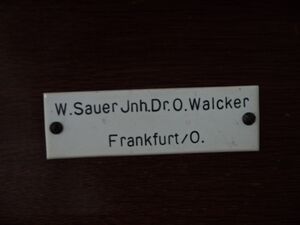 W. Sauer Jnh. Dr. O. Walcker
Frankfurt/O.